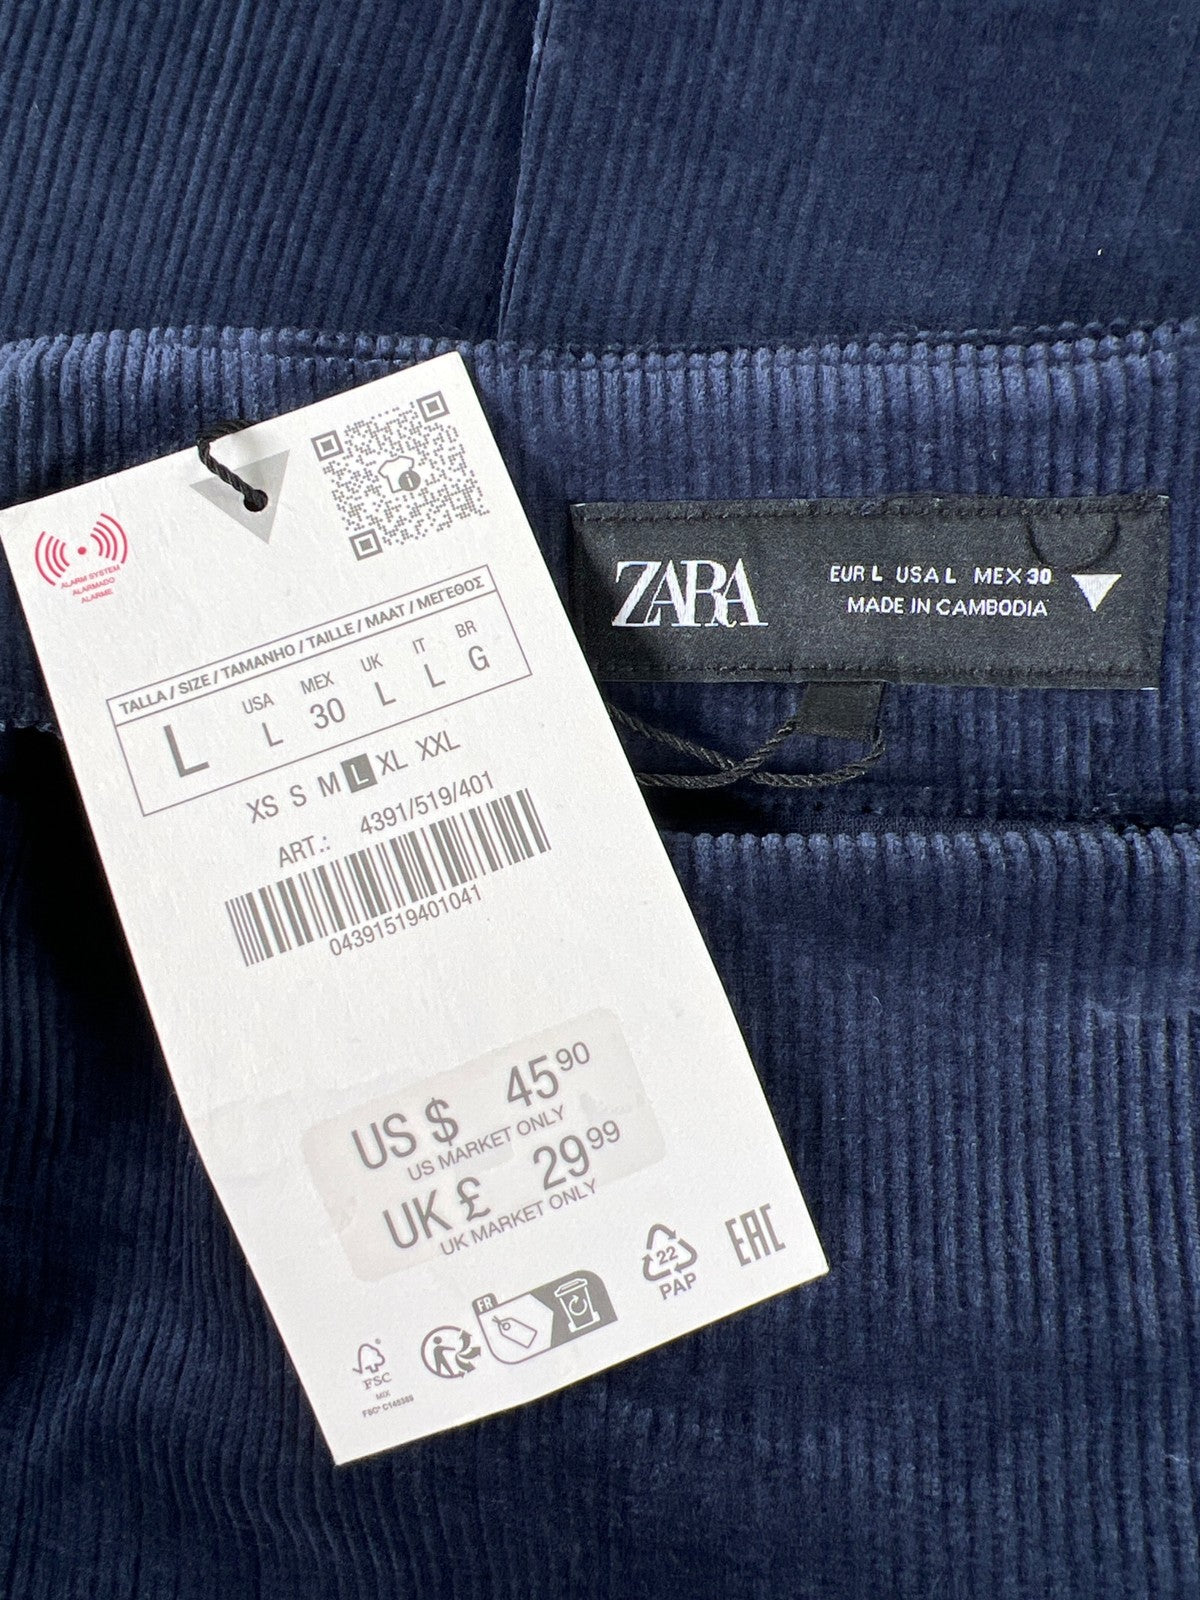 ALARM SYSTEM
ALARMADO
ALARME
TALLA / SIZE / TAMANHO / TAILLE / MAAT / ΜΕΓΕΘΟΣ
USA MEX UK IT BR
L L 30 L L G
XS S M L XL XXL
ART.: 4391/519/401
04391519401041
US $ 45 90
US MARKET ONLY
UK £ 29 99
UK MARKET ONLY
FR
22
PAP
EAC
FSC
MIX
ZARA
EUR L USA L MEX 30
MADE IN CAMBODIA